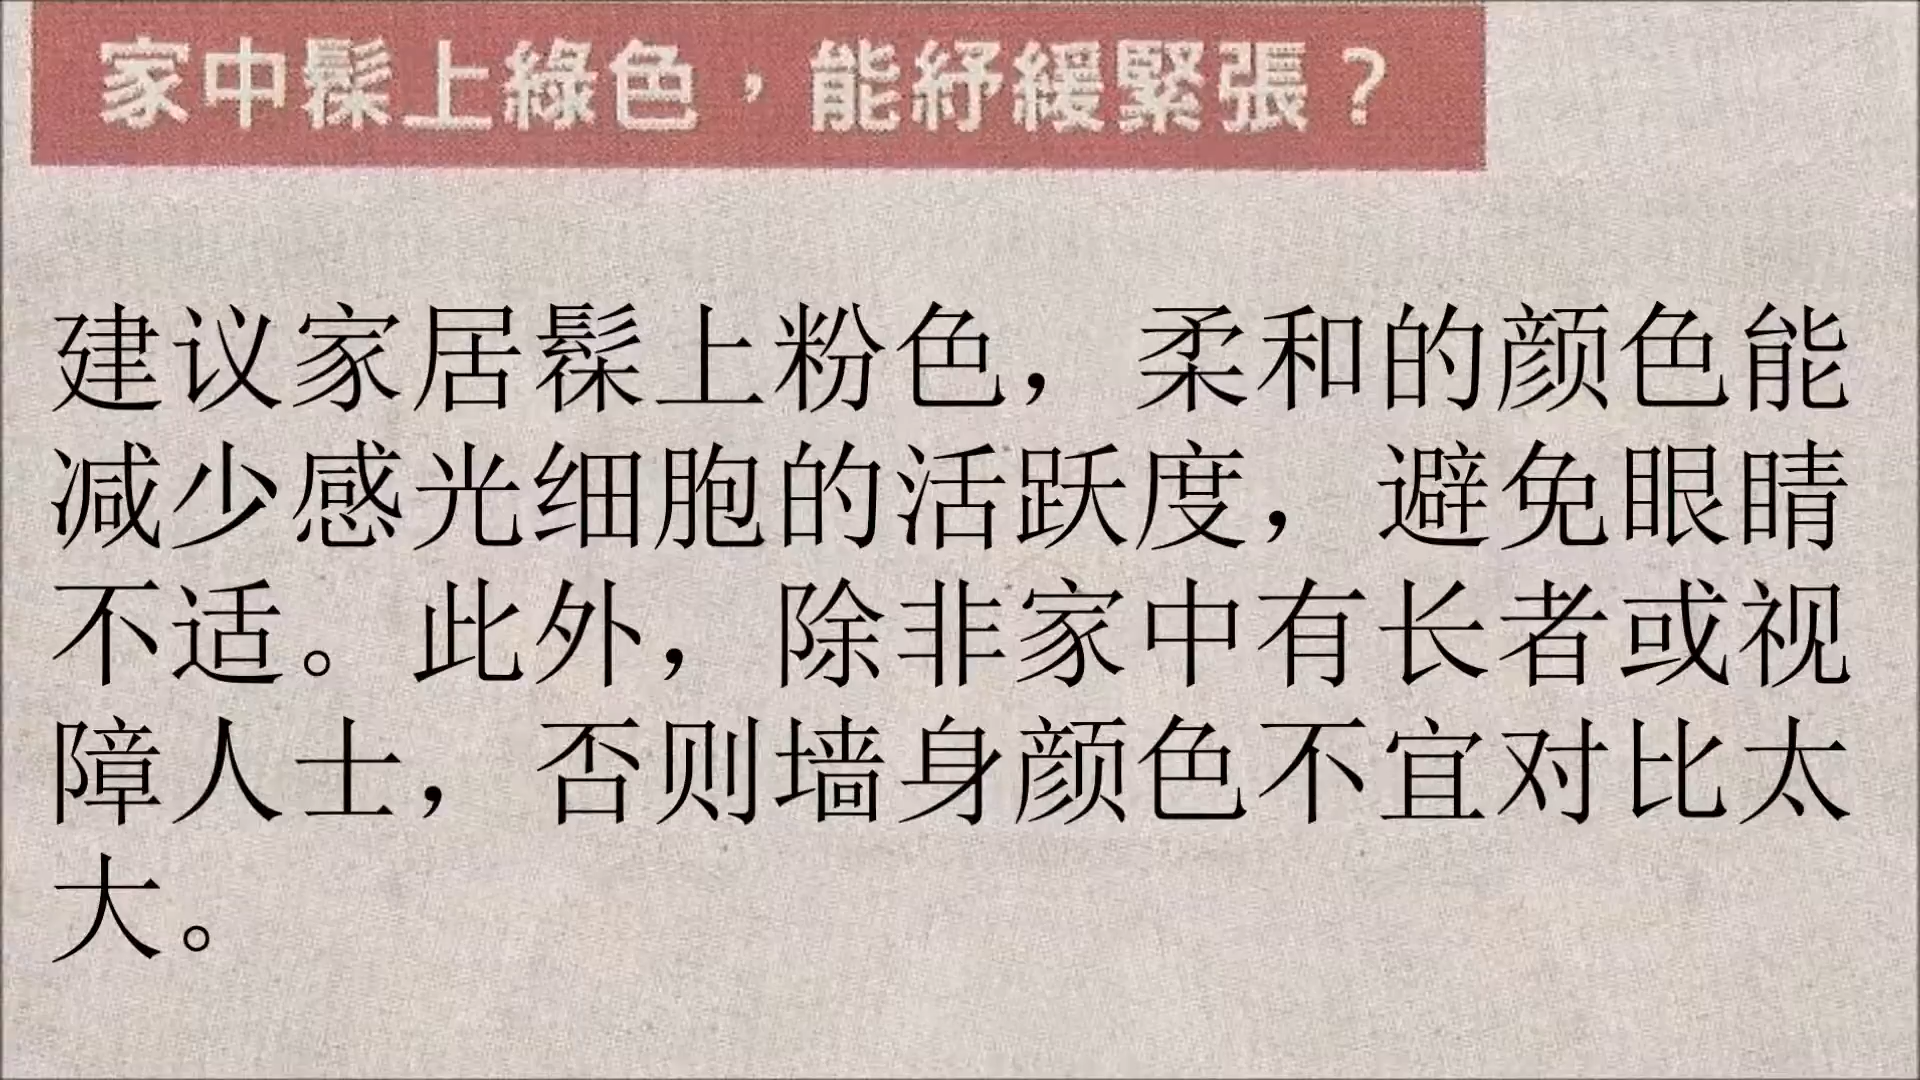 家中髹上綠色，能紓緩緊張？
建议家居髹上粉色，柔和的颜色能
减少感光细胞的活跃度，避免眼睛
不适。此外，除非家中有长者或视
障人士，否则墙身颜色不宜对比太
大。